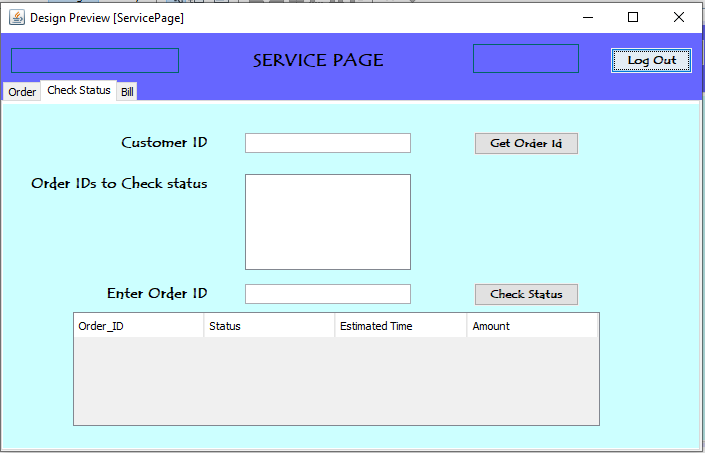 Design Preview [ServicePage]
SERVICE PAGE
Log Out
Order Check Status Bill
Customer ID
Get Order Id
Order IDs to Check status
Enter Order ID
Check Status
Order_ID Status Estimated Time Amount